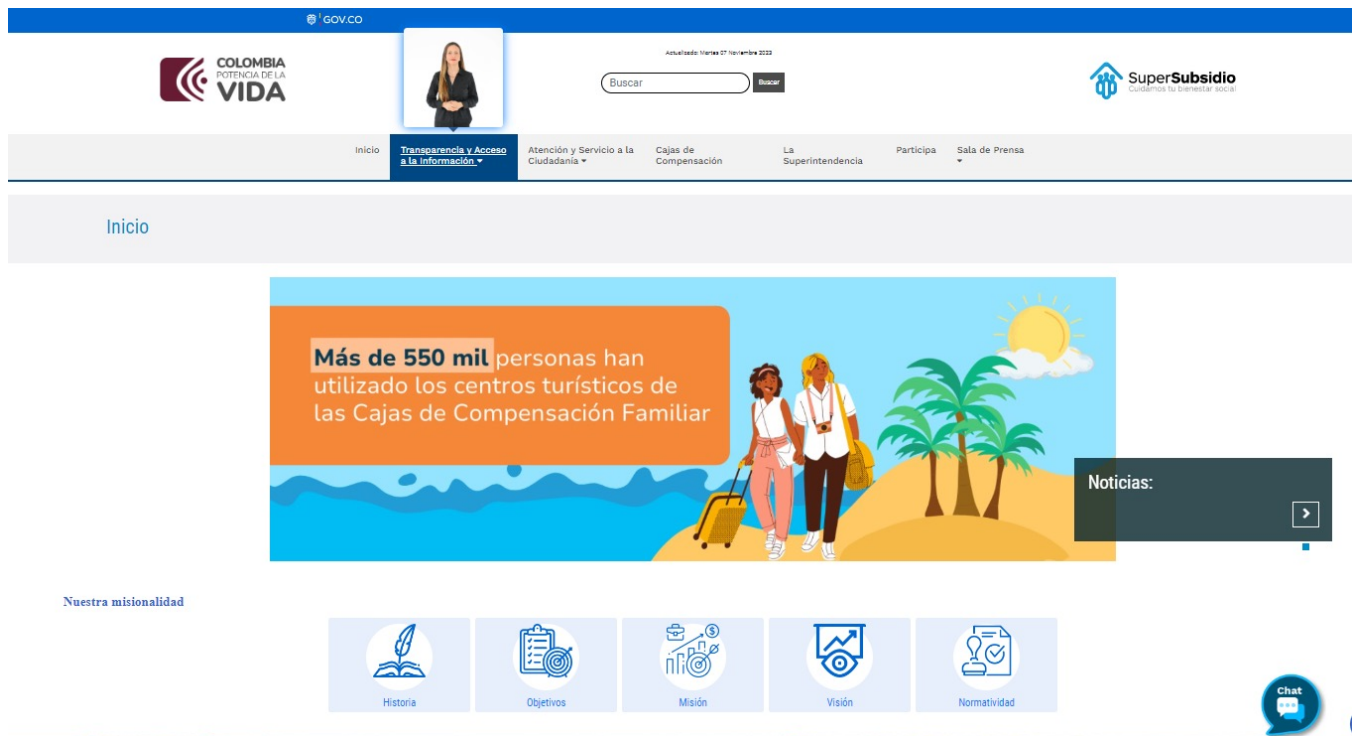 GOV.CO
COLOMBIA
POTENCIA DE LA
VIDA
Actualizado: Martes 07 Noviembre 2023
Buscar
Buscar
SuperSubsidio
Cuidamos tu bienestar social
Inicio
Transparencia y Acceso
a la Información
Atención y Servicio a la
Ciudadanía
Cajas de
Compensación
La
Superintendencia
Participa
Sala de Prensa
Inicio
Más de 550 mil personas han
utilizado los centros turísticos de
las Cajas de Compensación Familiar
Noticias:
Nuestra misionalidad
Historia
Objetivos
Misión
Visión
Normatividad
Chat